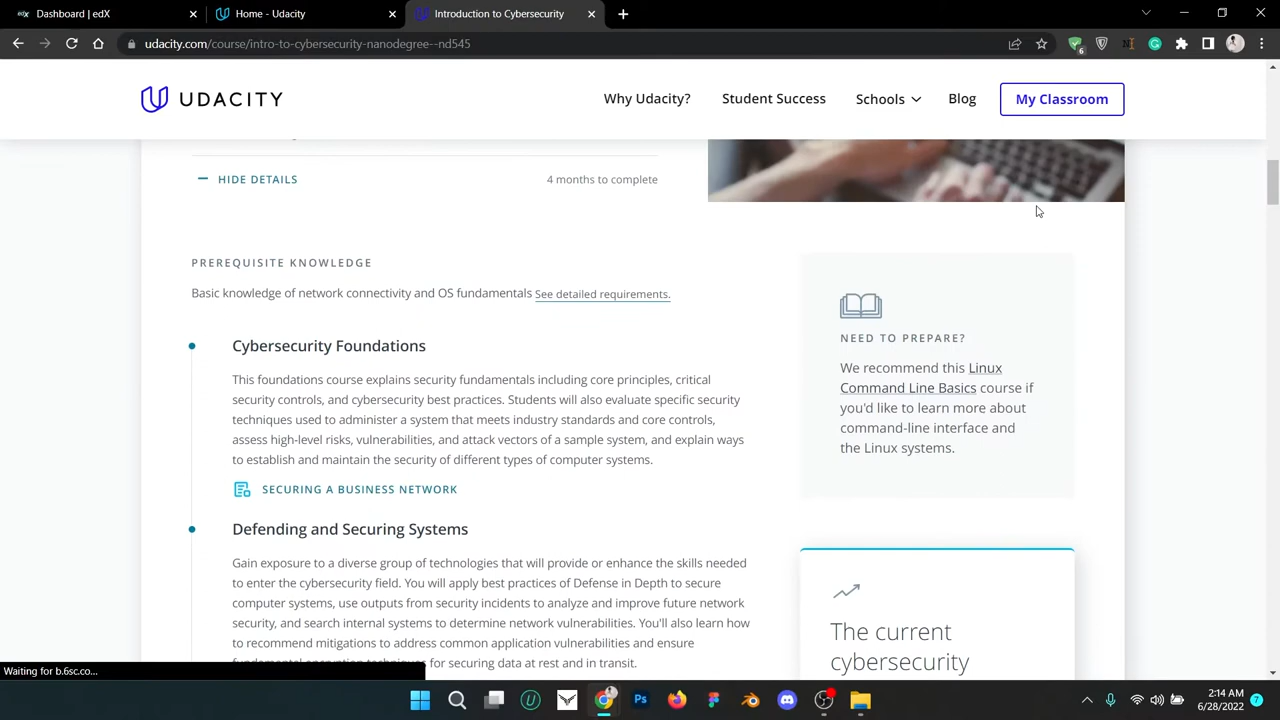 Dashboard | edX
Home - Udacity
Introduction to Cybersecurity
udacity.com/course/intro-to-cybersecurity-nanodegree--nd545
6
UDACITY
Why Udacity?
Student Success
Schools
Blog
My Classroom
HIDE DETAILS
4 months to complete
PREREQUISITE KNOWLEDGE
Basic knowledge of network connectivity and OS fundamentals See detailed requirements.
Cybersecurity Foundations
This foundations course explains security fundamentals including core principles, critical
security controls, and cybersecurity best practices. Students will also evaluate specific security
techniques used to administer a system that meets industry standards and core controls,
assess high-level risks, vulnerabilities, and attack vectors of a sample system, and explain ways
to establish and maintain the security of different types of computer systems.
SECURING A BUSINESS NETWORK
Defending and Securing Systems
Gain exposure to a diverse group of technologies that will provide or enhance the skills needed
to enter the cybersecurity field. You will apply best practices of Defense in Depth to secure
computer systems, use outputs from security incidents to analyze and improve future network
security, and search internal systems to determine network vulnerabilities. You'll also learn how
to recommend mitigations to address common application vulnerabilities and ensure
fundamental encryption techniques for securing data at rest and in transit.
NEED TO PREPARE?
We recommend this Linux
Command Line Basics course if
you'd like to learn more about
command-line interface and
the Linux systems.
The current
cybersecurity
Waiting for b.6sc.co...
Ps
2:14 AM
6/28/2022
7